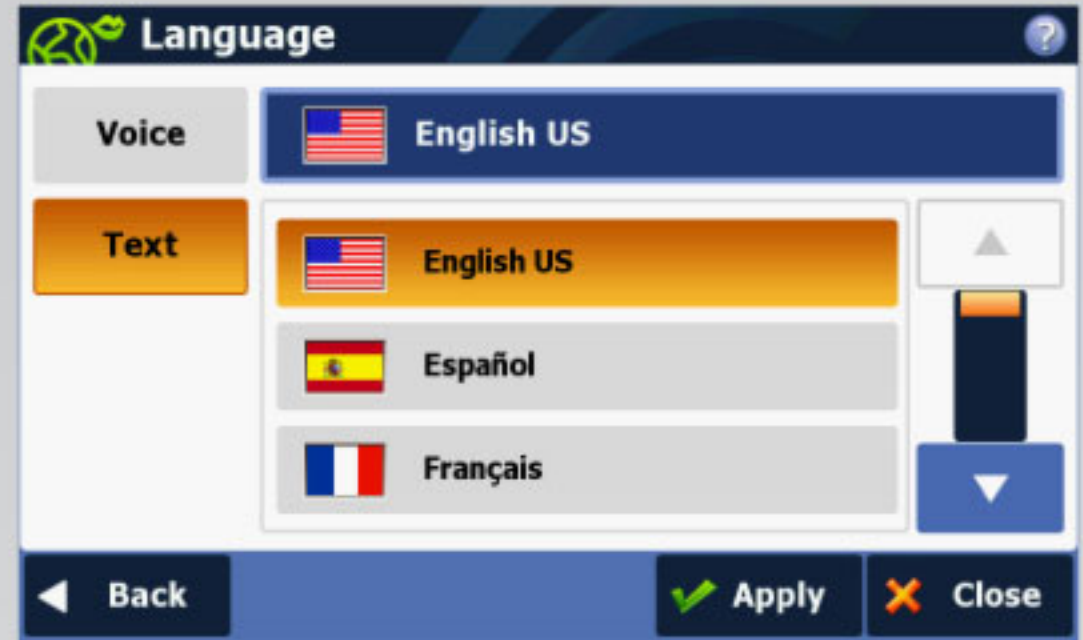 Language ?
Voice English US
Text English US
Español
Français
Back Apply Close